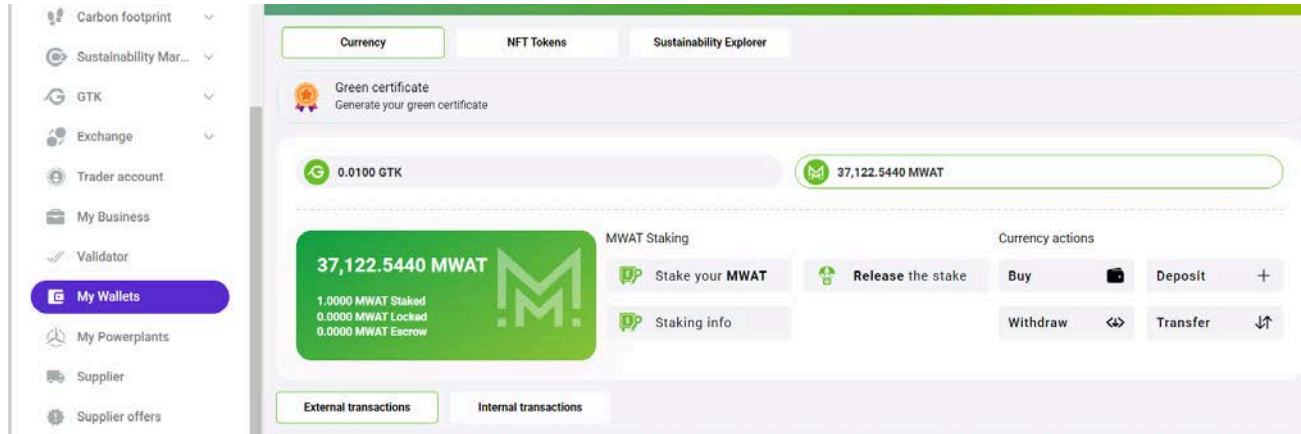 Carbon footprint
Sustainability Mar...
GTK
Exchange
Trader account
My Business
Validator
My Wallets
My Powerplants
Supplier
Supplier offers
Currency
NFT Tokens
Sustainability Explorer
Green certificate
Generate your green certificate
0.0100 GTK
37,122.5440 MWAT
37,122.5440 MWAT
1.0000 MWAT Staked
0.0000 MWAT Locked
0.0000 MWAT Escrow
MWAT Staking
Stake your MWAT
Release the stake
Staking info
Currency actions
Buy
Deposit
Withdraw
Transfer
External transactions
Internal transactions